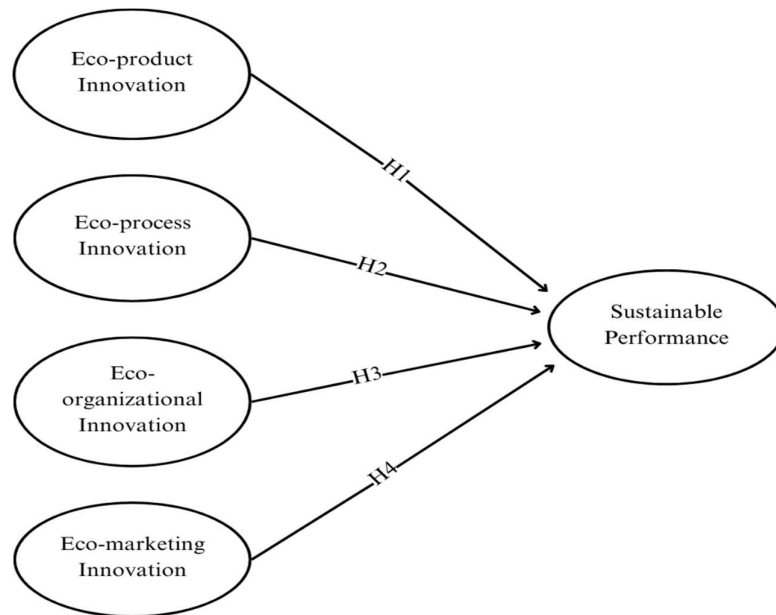 Eco-product
Innovation
H1
Eco-process
Innovation
H2
Sustainable
Performance
Eco-
organizational
Innovation
H3
H4
Eco-marketing
Innovation